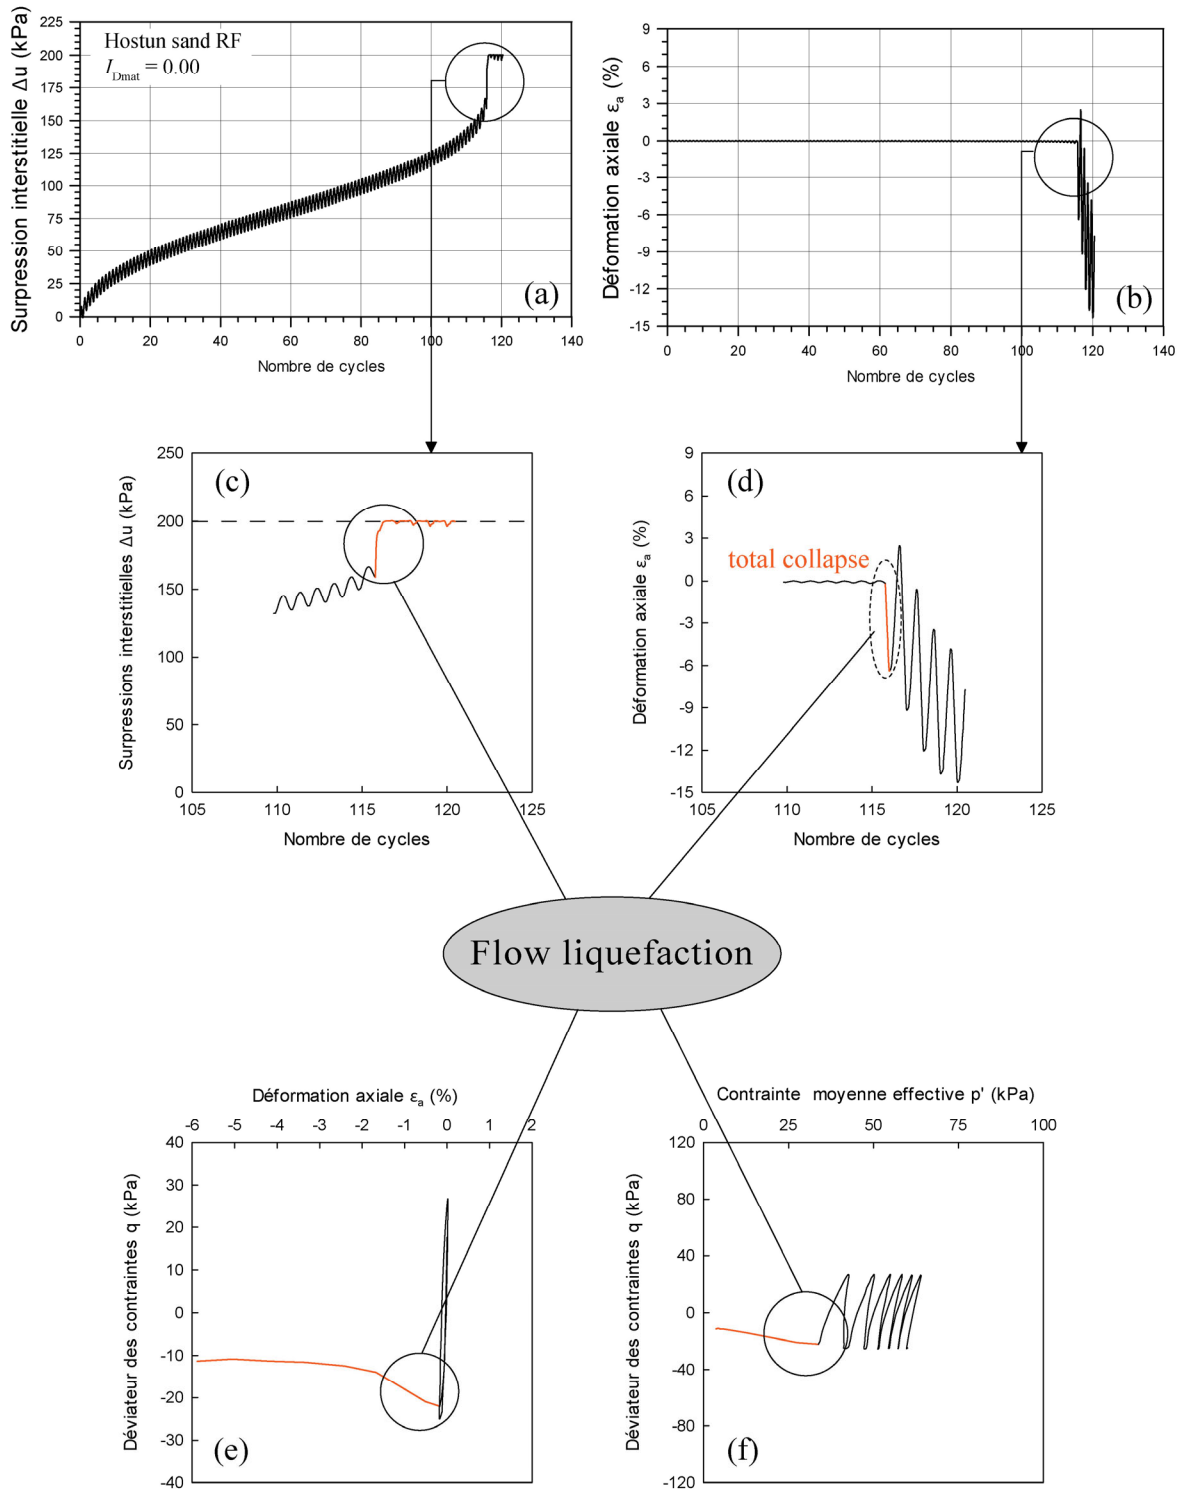 Surpression interstitielle Δu (kPa)
225
200
175
150
125
100
75
50
25
0
Hostun sand RF
I_Dmat = 0.00
(a)
0 20 40 60 80 100 120 140
Nombre de cycles
Déformation axiale ε_a (%)
9
6
3
0
-3
-6
-9
-12
-15
(b)
0 20 40 60 80 100 120 140
Nombre de cycles
Surpressions interstitielles Δu (kPa)
250
200
150
100
50
0
(c)
105 110 115 120 125
Nombre de cycles
Déformation axiale ε_a (%)
9
6
3
0
-3
-6
-9
-12
-15
(d)
total collapse
105 110 115 120 125
Nombre de cycles
Flow liquefaction
Déformation axiale ε_a (%)
-6 -5 -4 -3 -2 -1 0 1 2
Déviateur des contraintes q (kPa)
40
30
20
10
0
-10
-20
-30
-40
(e)
Contrainte moyenne effective p' (kPa)
0 25 50 75 100
Déviateur des contraintes q (kPa)
120
80
40
0
-40
-80
-120
(f)